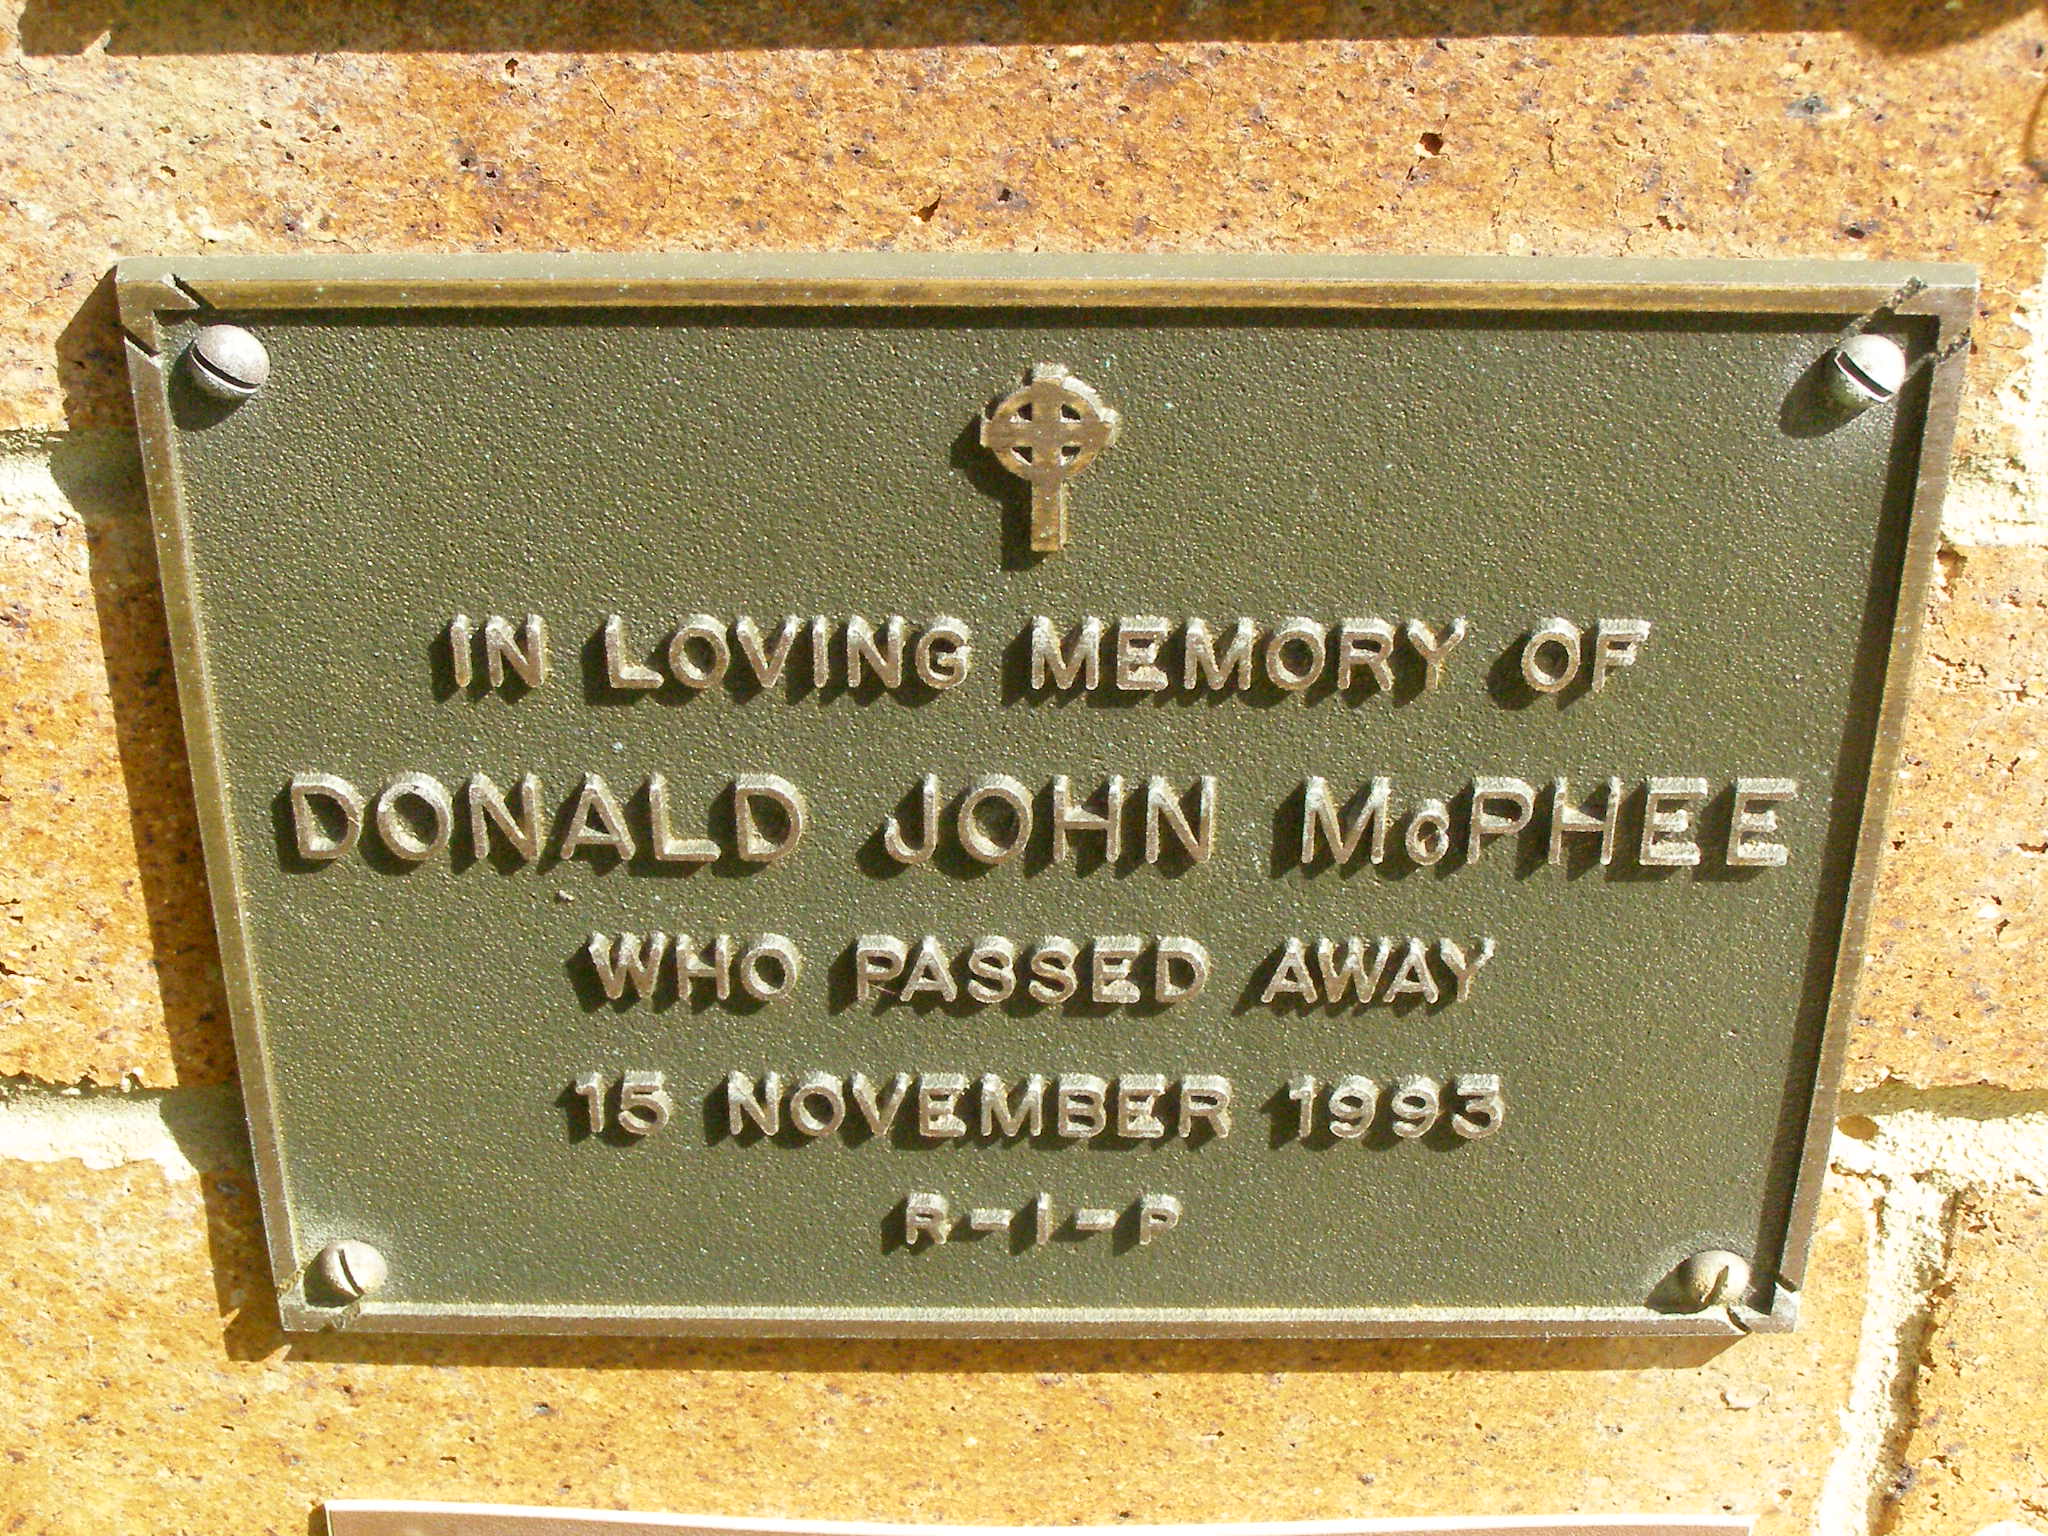 IN LOVING MEMORY OF
DONALD JOHN McPHEE
WHO PASSED AWAY
15 NOVEMBER 1993
R-I-P